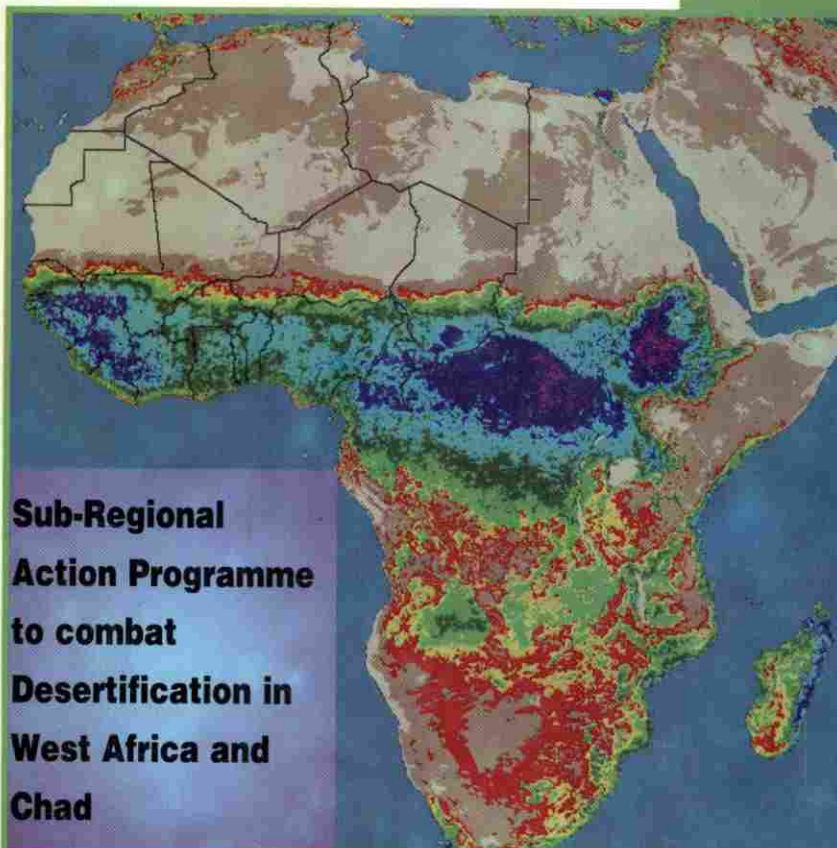 Sub-Regional
Action Programme
to combat
Desertification in
West Africa and
Chad